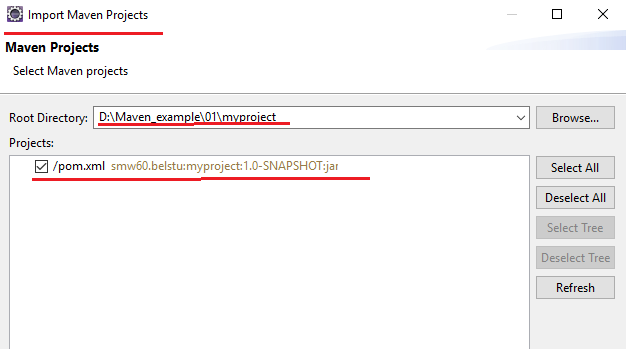 Import Maven Projects
Maven Projects
Select Maven projects
Root Directory: D:\Maven_example\01\myproject Browse...
Projects:
/pom.xml smw60.belstu:myproject:1.0-SNAPSHOT:jar
Select All
Deselect All
Select Tree
Deselect Tree
Refresh